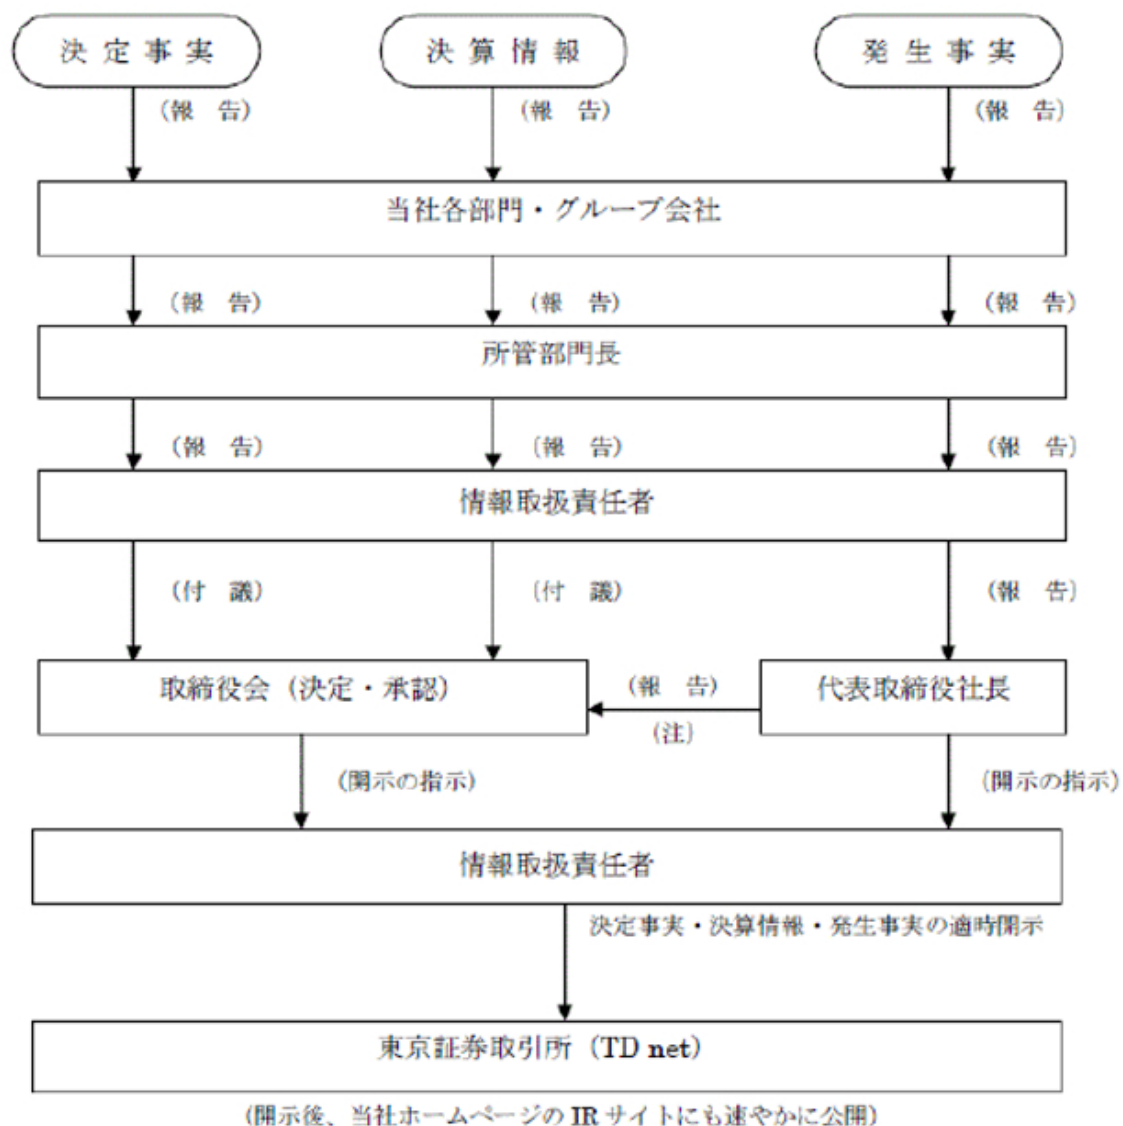 決 定 事 実
決 算 情 報
発 生 事 実
(報 告)
(報 告)
(報 告)
当社各部門・グループ会社
(報 告)
(報 告)
(報 告)
所管部門長
(報 告)
(報 告)
(報 告)
情報取扱責任者
(付 議)
(付 議)
(報 告)
取締役会（決定・承認）
(報 告)
(注)
代表取締役社長
(開示の指示)
(開示の指示)
情報取扱責任者
決定事実・決算情報・発生事実の適時開示
東京証券取引所（TD net）
(開示後、当社ホームページの IR サイトにも速やかに公開)